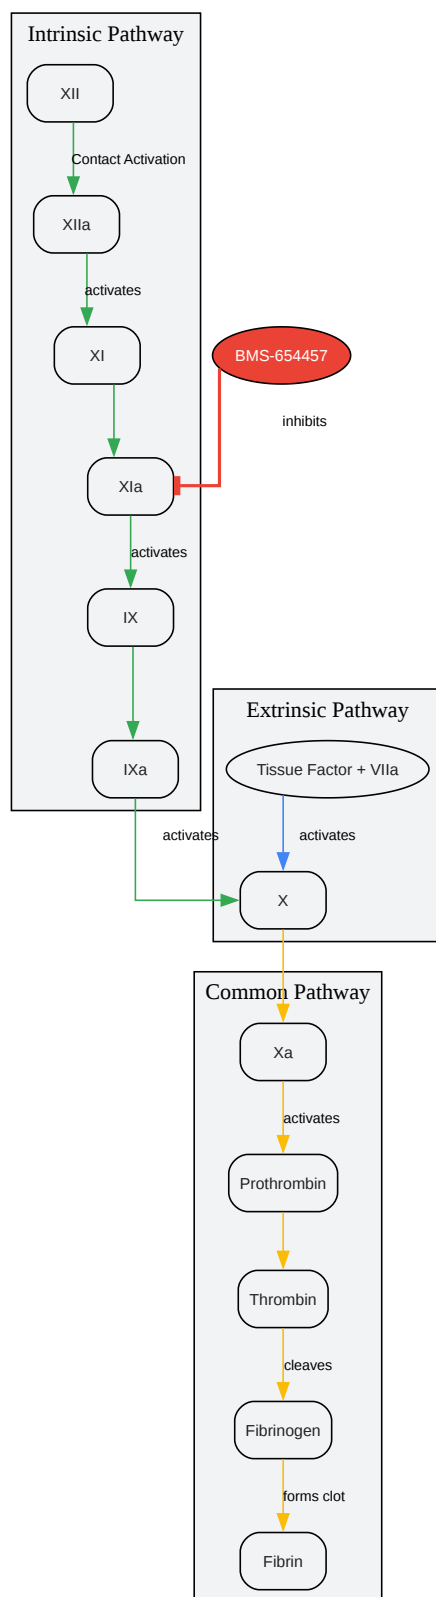 Intrinsic Pathway
XII
Contact Activation
XIIa
activates
XI
BMS-654457
inhibits
XIa
activates
IX
Extrinsic Pathway
IXa
Tissue Factor + VIIa
activates
activates
X
Common Pathway
Xa
activates
Prothrombin
Thrombin
cleaves
Fibrinogen
forms clot
Fibrin